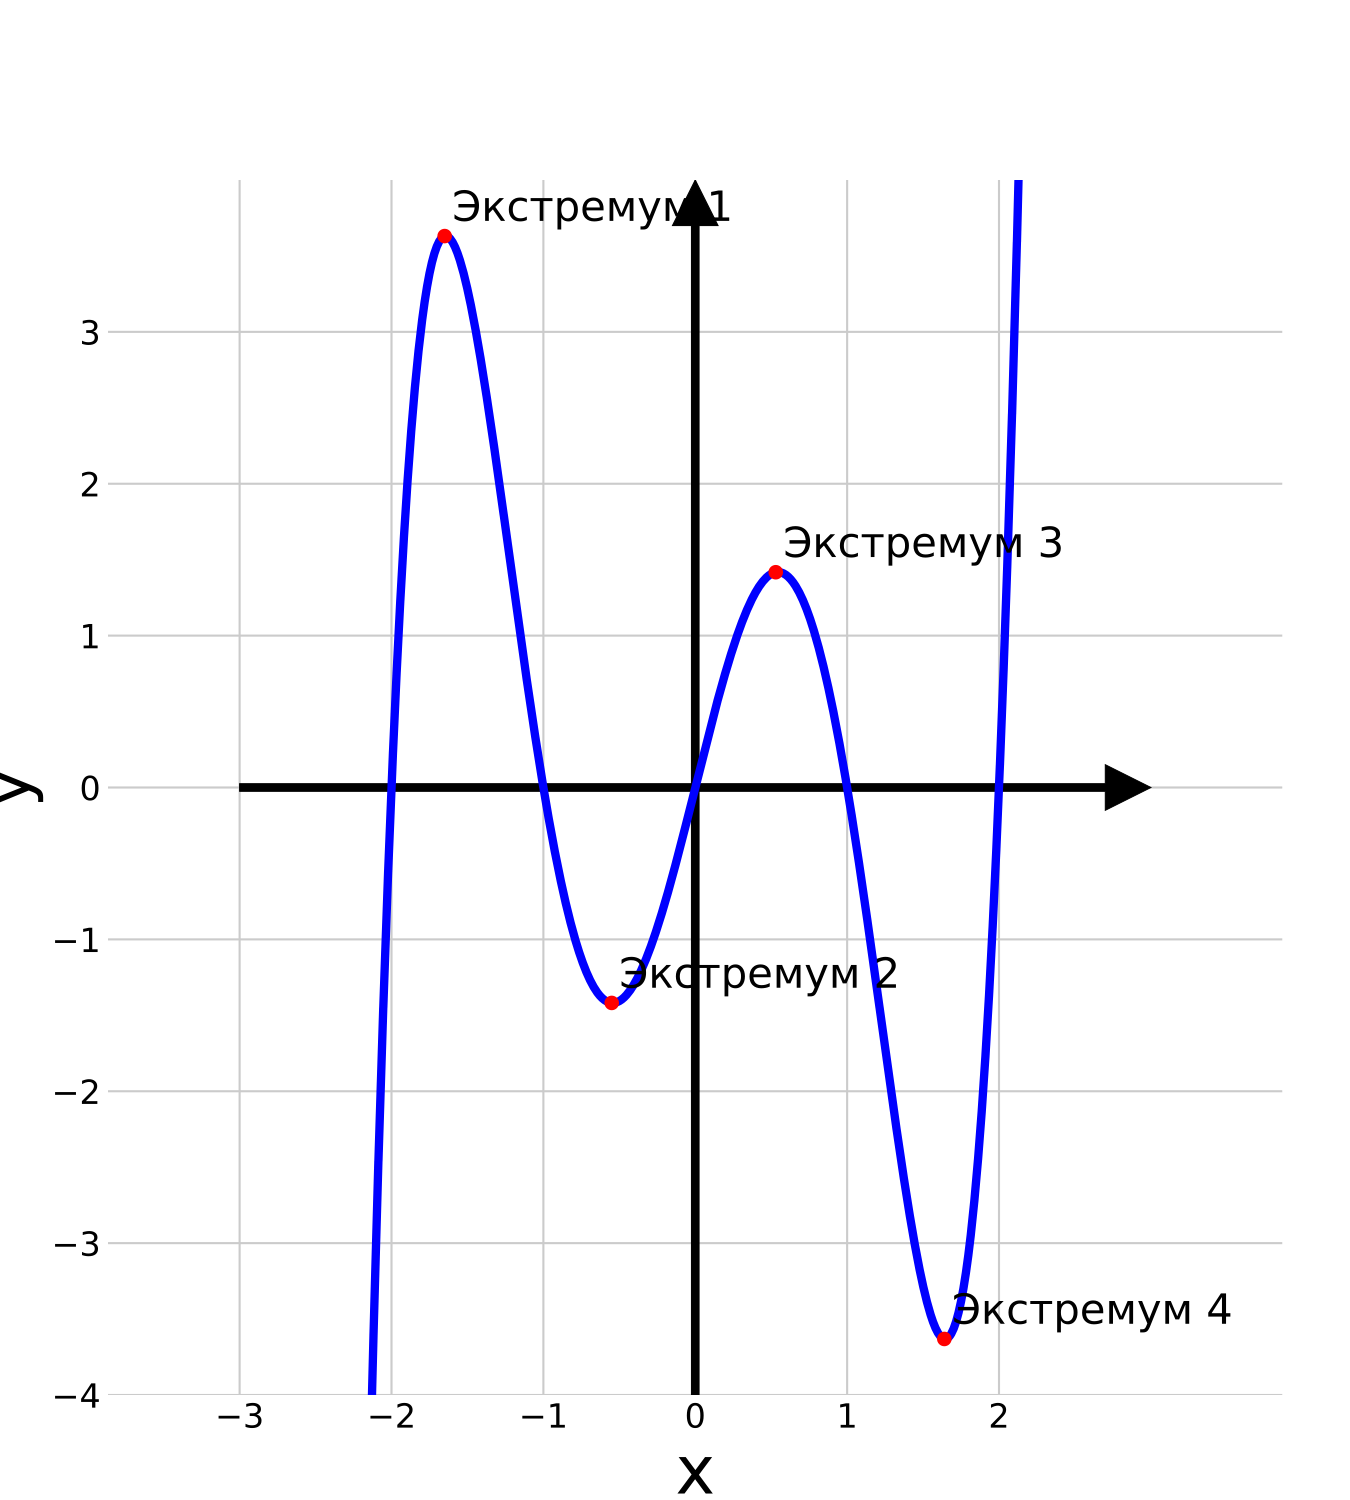 Экстремум 1
3
2
Экстремум 3
1
y
0
−1
Экстремум 2
−2
−3
Экстремум 4
−4
−3 −2 −1 0 1 2
x